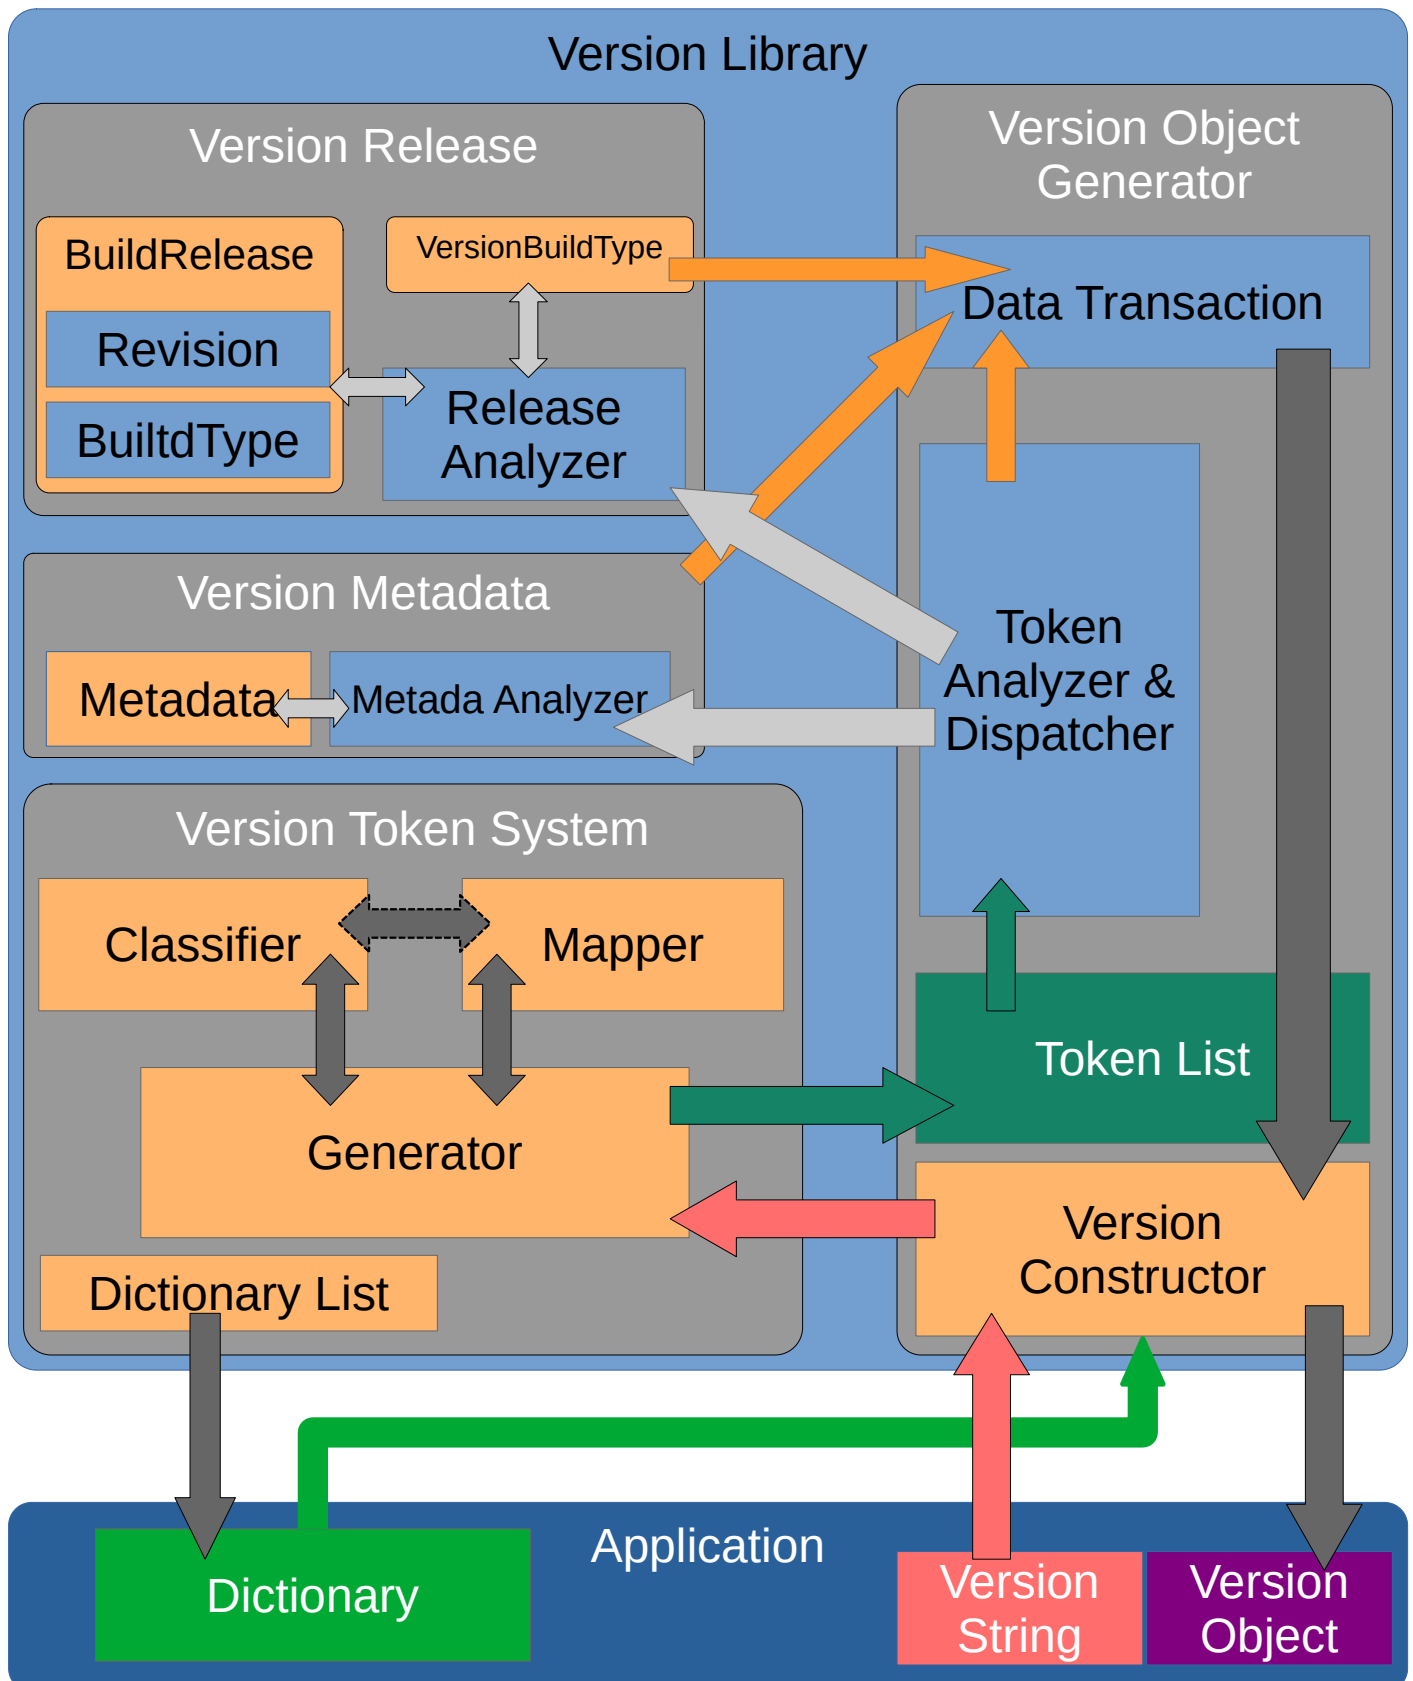 Version Library
Version Release
BuildRelease
Revision
BuiltdType
VersionBuildType
Release
Analyzer
Version Metadata
Metadata
Metada Analyzer
Version Token System
Classifier
Mapper
Generator
Dictionary List
Version Object
Generator
Data Transaction
Token
Analyzer &
Dispatcher
Token List
Version
Constructor
Application
Dictionary
Version
String
Version
Object